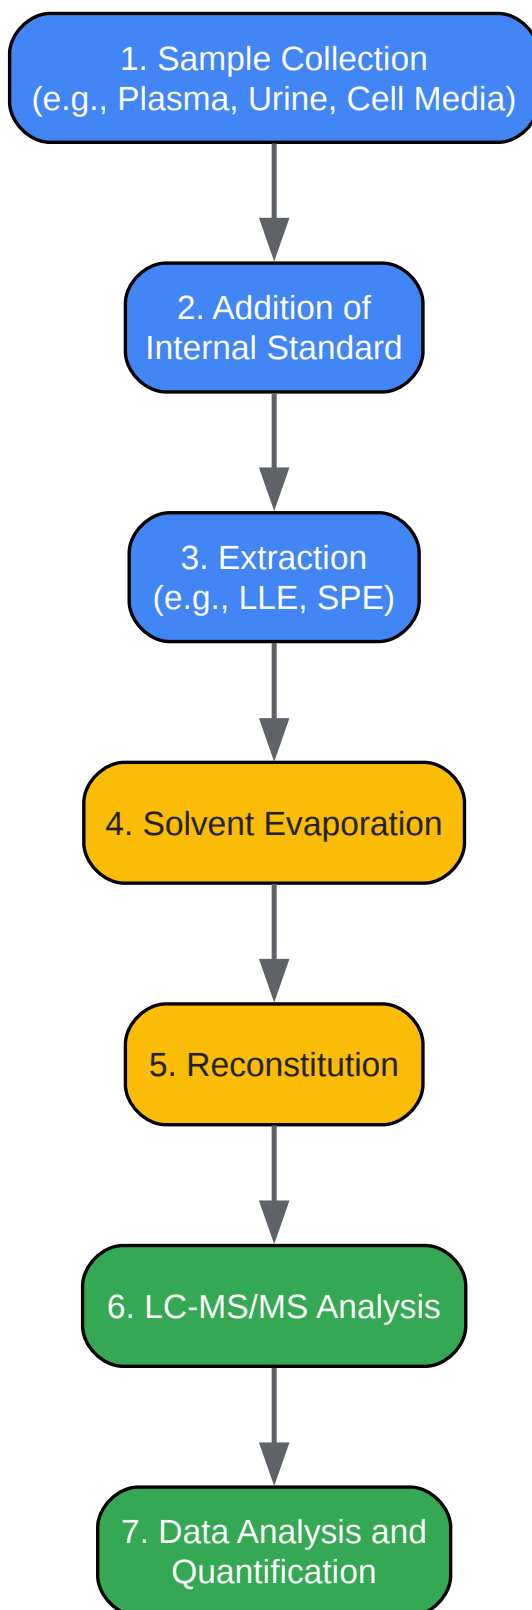 1. Sample Collection
(e.g., Plasma, Urine, Cell Media)
2. Addition of
Internal Standard
3. Extraction
(e.g., LLE, SPE)
4. Solvent Evaporation
5. Reconstitution
6. LC-MS/MS Analysis
7. Data Analysis and
Quantification